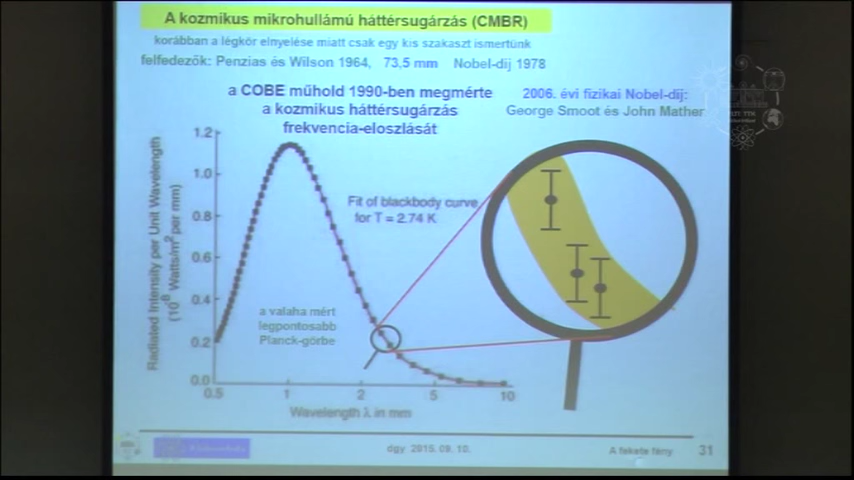 A kozmikus mikrohullámú háttérsugárzás (CMBR)
korábban a légkör elnyelése miatt csak egy kis szakaszt ismertünk
felfedezők: Penzias és Wilson 1964, 73,5 mm Nobel-díj 1978
a COBE műhold 1990-ben megmérte
a kozmikus háttérsugárzás
frekvencia-eloszlását
2006. évi fizikai Nobel-díj:
George Smoot és John Mather
Radiated Intensity per Unit Wavelength
(10⁸ Watts/m² per mm)
1.2
1.0
0.8
0.6
0.4
0.2
0.0
Fit of blackbody curve
for T = 2.74 K
a valaha mért
legpontosabb
Planck-görbe
0.5 1 2 5 10
Wavelength λ in mm
dgy 2015. 09. 10.
A fekete fény
31